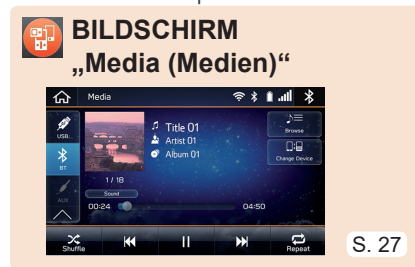 BILDSCHIRM
„Media (Medien)“
Media
USB
Title 01
Artist 01
Album 01
Browse
BT
Change Device
1 / 18
AUX
Sound
00:24
04:50
Shuffle
Repeat
S. 27